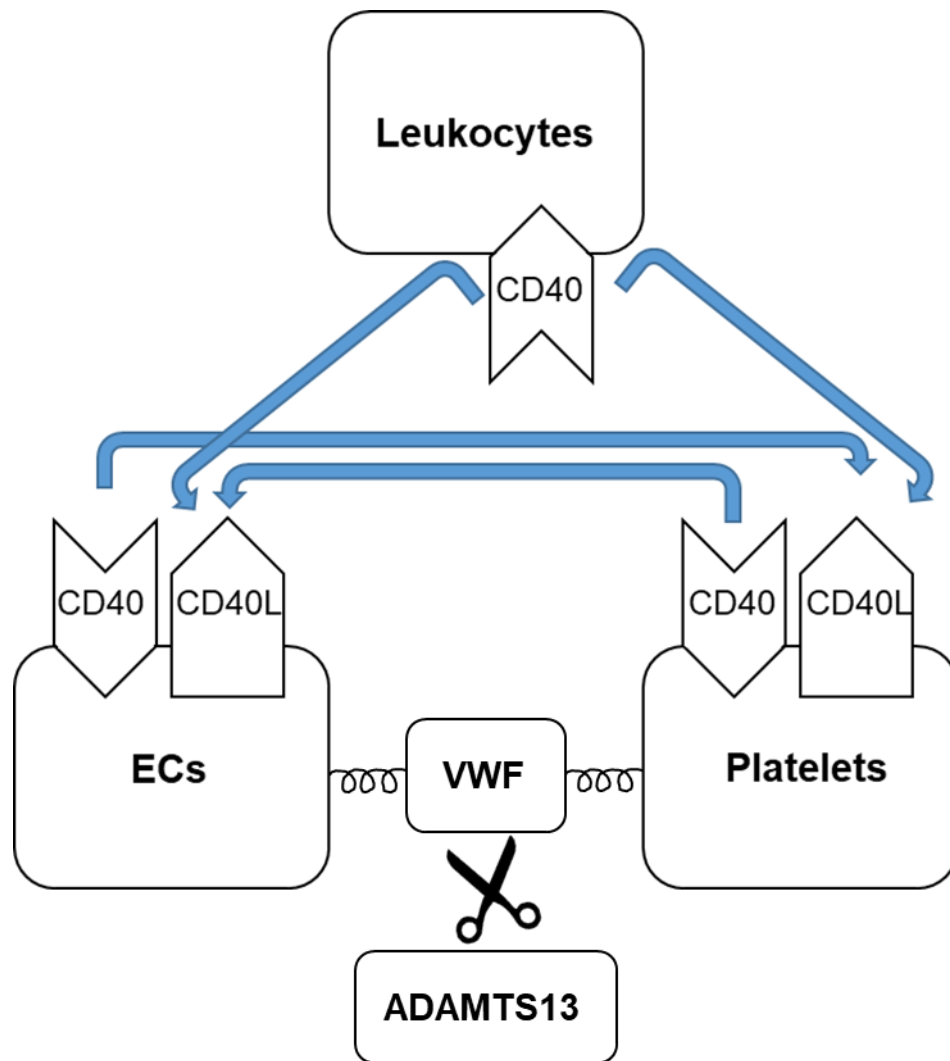 Leukocytes
CD40
CD40 CD40L
CD40 CD40L
ECs
VWF
Platelets
ADAMTS13